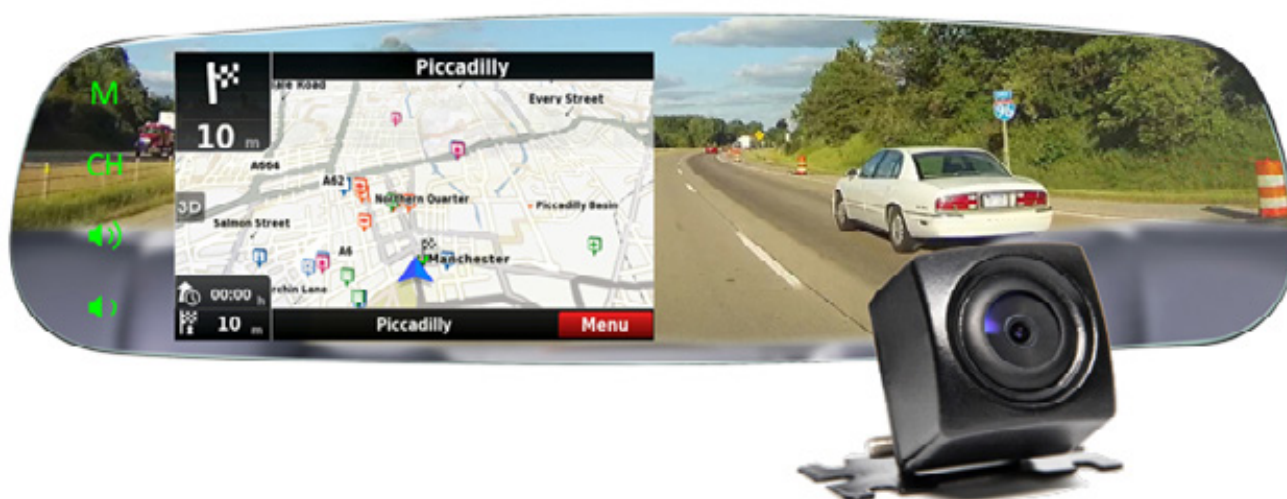 M
CH
Piccadilly
10 m
ale Road
Every Street
A62
Northern Quarter
3D
Piccadilly Basin
Salmon Street
A6
Manchester
rchin Lane
00:00 h
10 m
Piccadilly
Menu
96